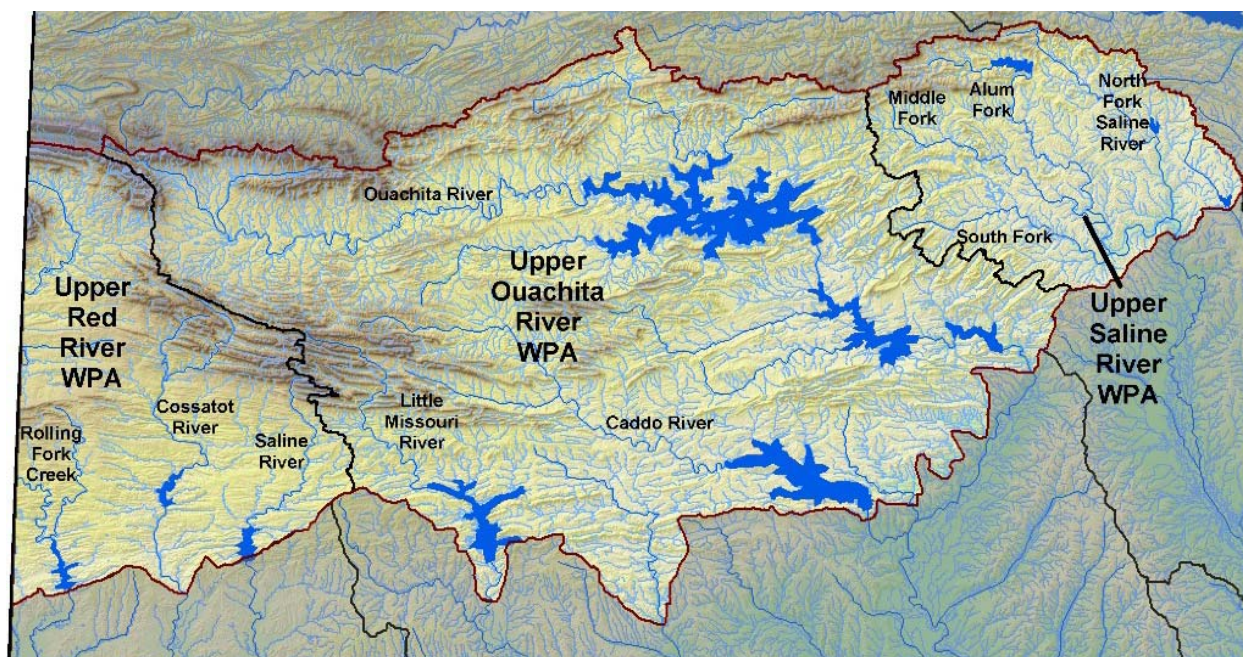 Middle
Fork
Alum
Fork
North
Fork
Saline
River
Ouachita River
South Fork
Upper
Red
River
WPA
Upper
Ouachita
River
WPA
Upper
Saline
River
WPA
Cossatot
River
Little
Missouri
River
Caddo River
Rolling
Fork
Creek
Saline
River